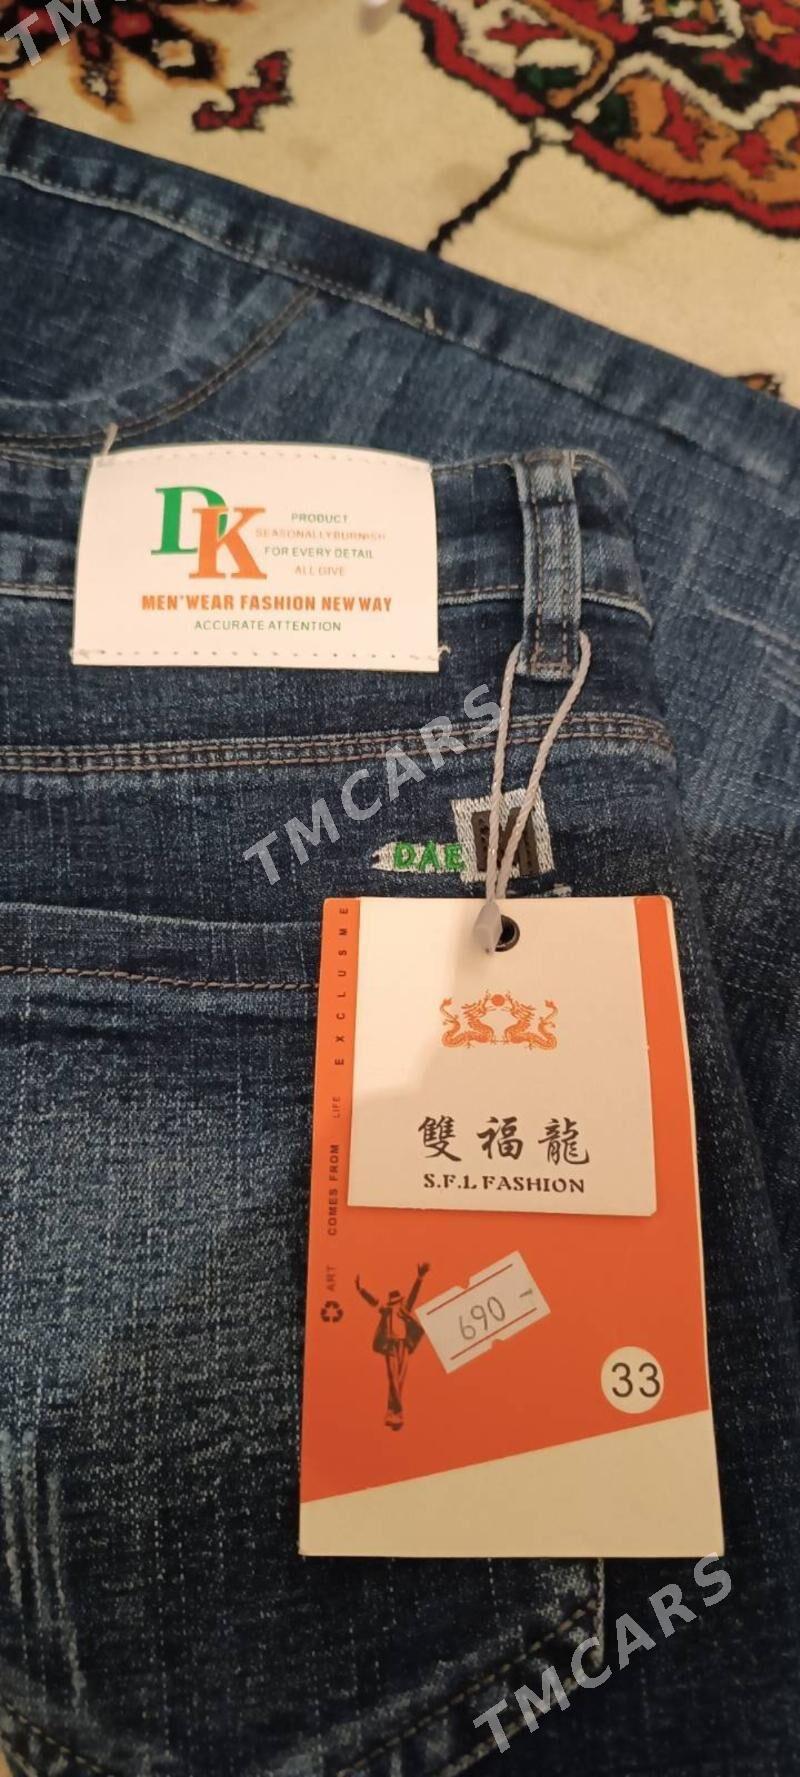 TMCARS
DK
PRODUCT
SEASONALLYBURNISH
FOR EVERY DETAIL
ALL GIVE
MEN'WEAR FASHION NEW WAY
ACCURATE ATTENTION
TMCARS
DAE
M
雙福龍
S.F.L FASHION
ART COMES FROM LIFE EXCLUSME
690-
33
TMCARS